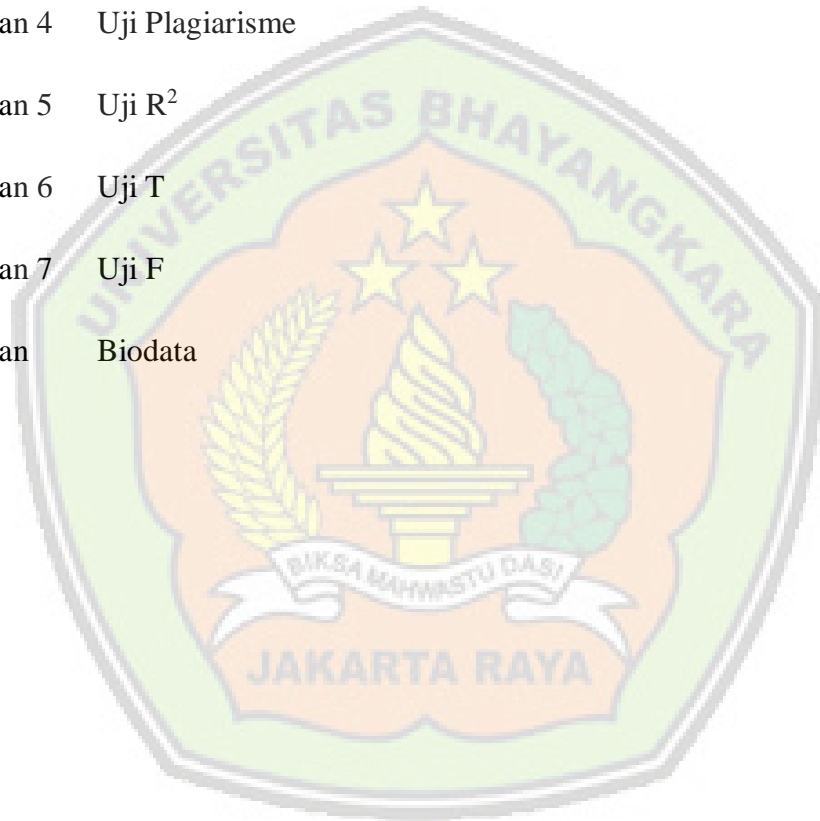 an 4 Uji Plagiarisme
an 5 Uji R²
an 6 Uji T
an 7 Uji F
an Biodata
UNIVERSITAS BHAYANGKARA
BIKSA MAHWASTU DASI
JAKARTA RAYA